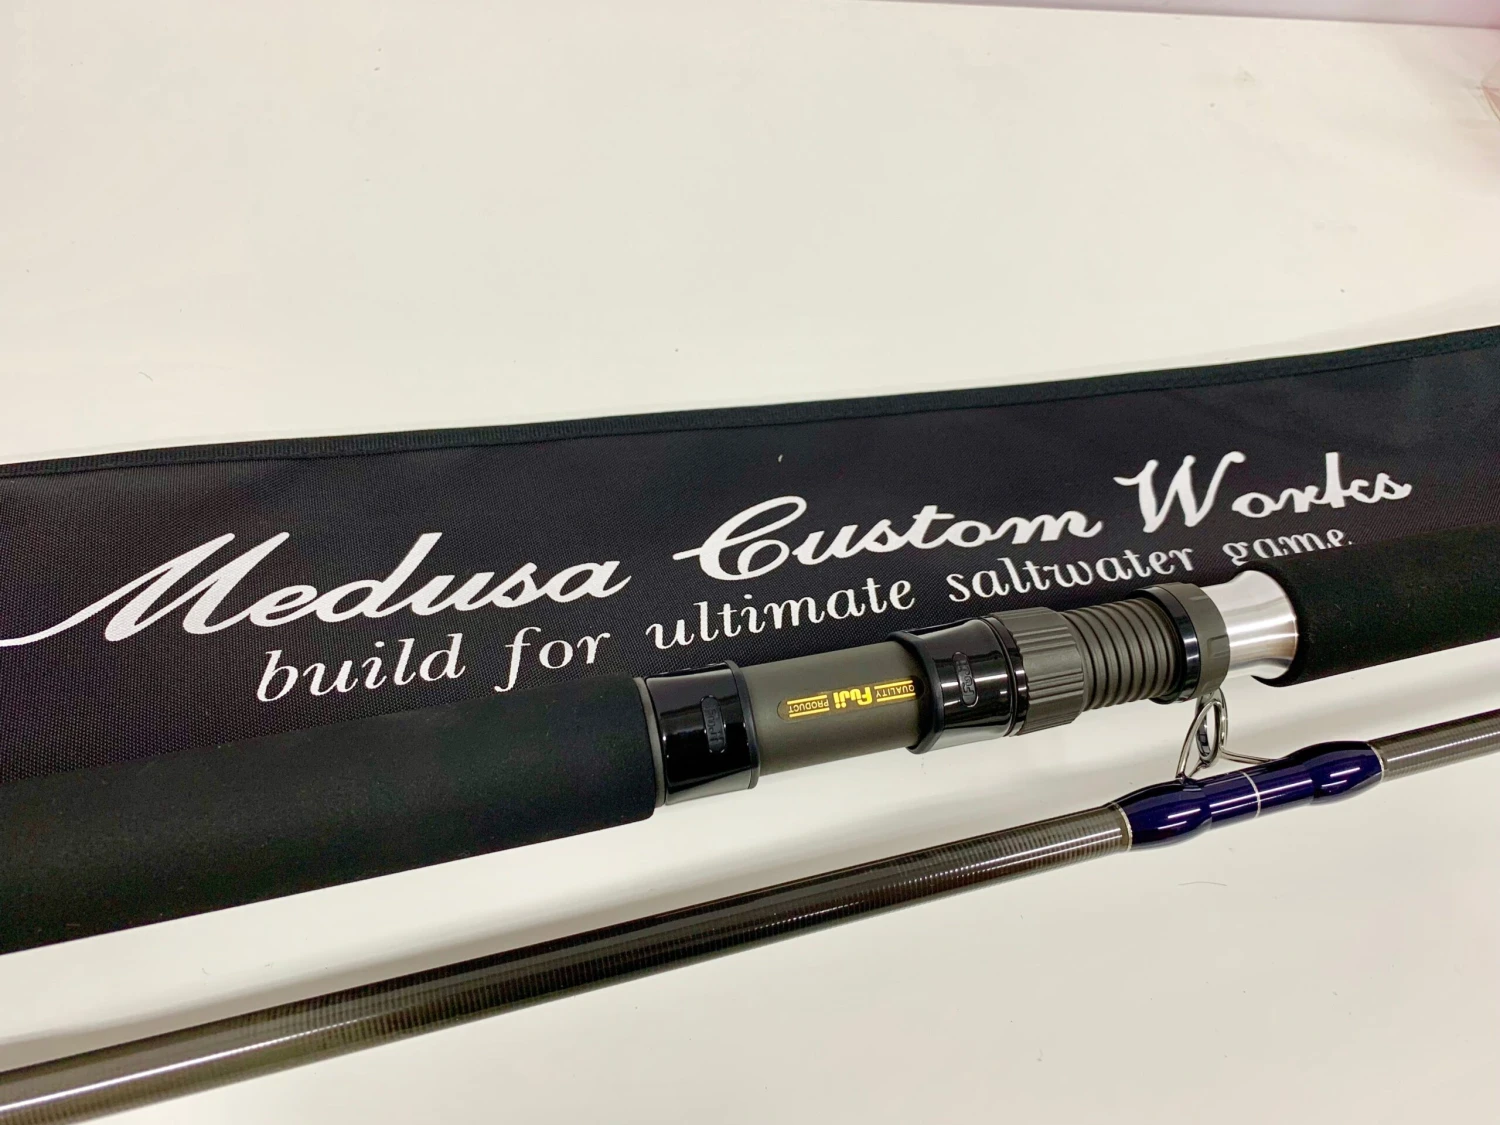 Medusa Custom Works
build for ultimate saltwater game
QUALITY
Fuji
PRODUCT